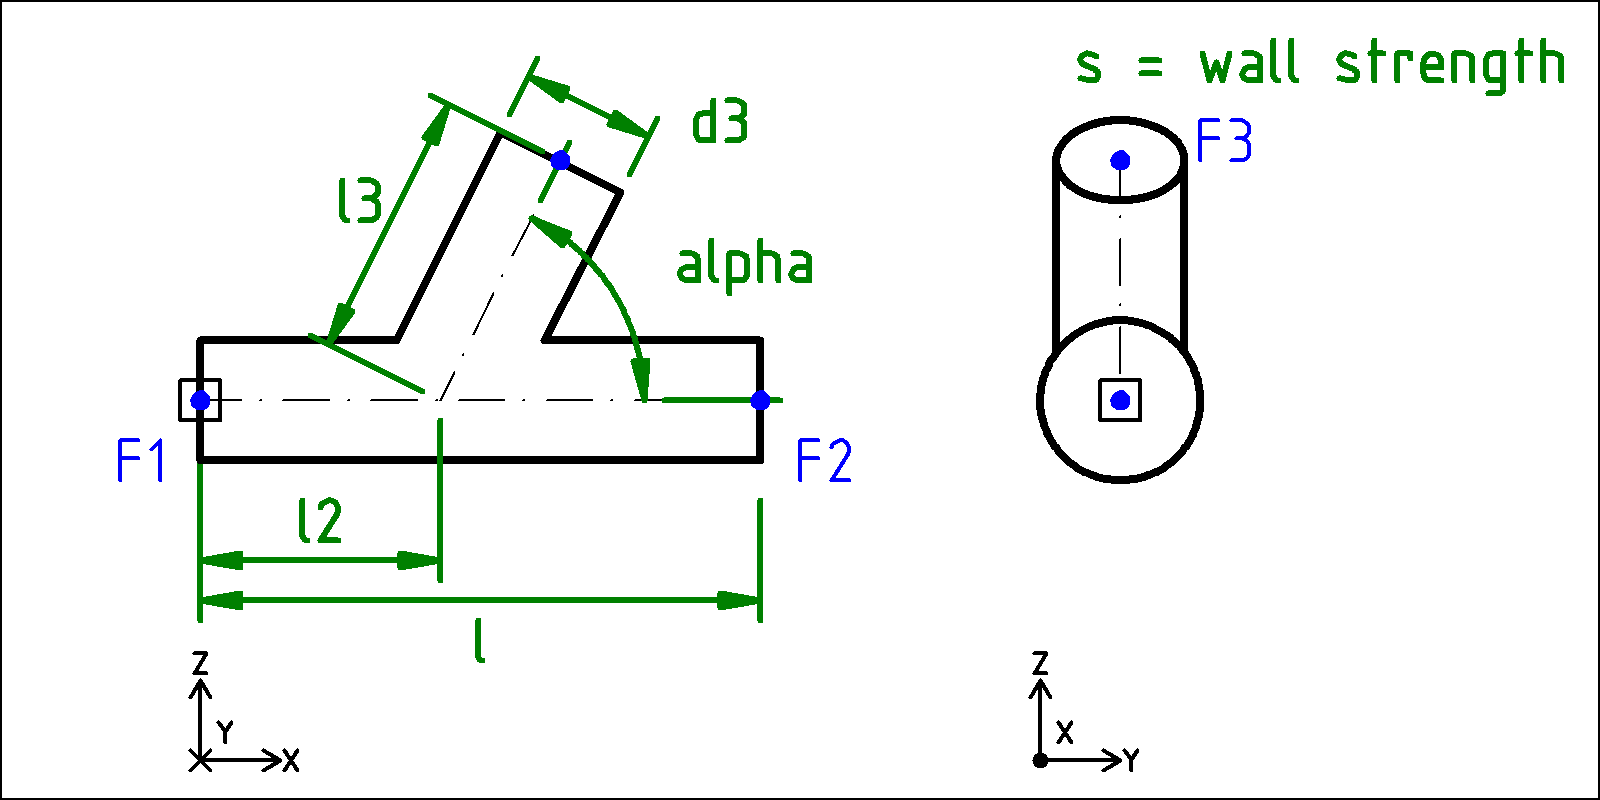 s = wall strength
d3
F3
l3
alpha
F1
F2
l2
l
Z
Y
X
Z
X
Y